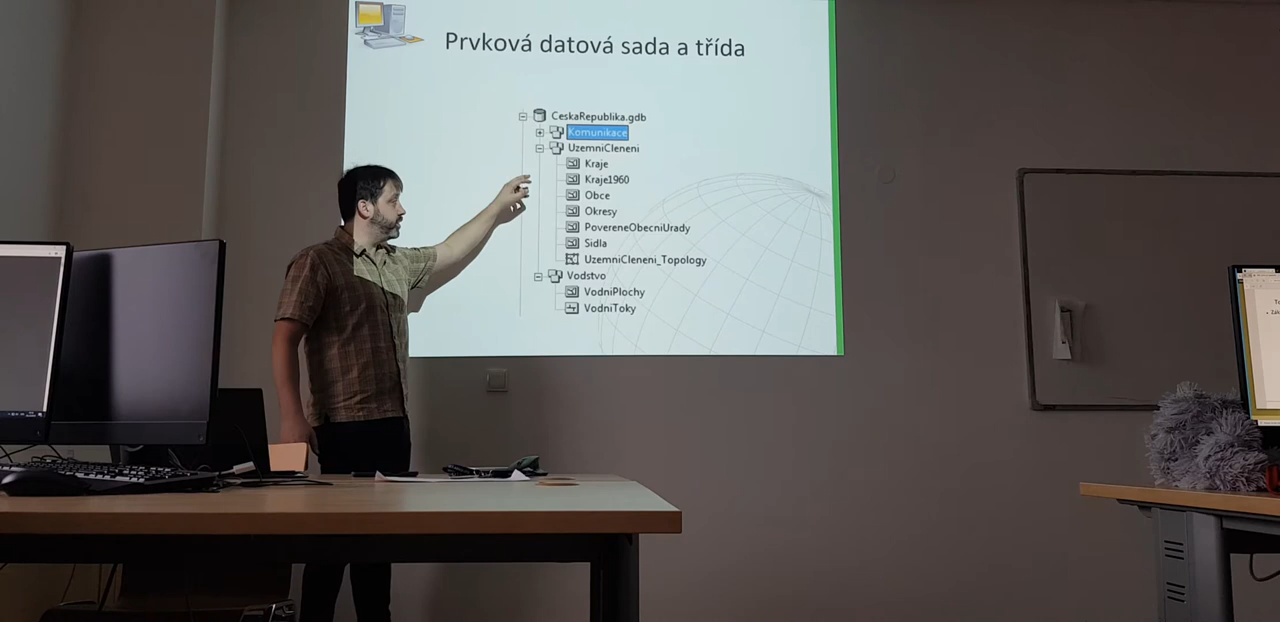 Prvková datová sada a třída
CeskaRepublika.gdb
Komunikace
UzemniCleneni
Kraje
Kraje1960
Obce
Okresy
PovereneObecniUrady
Sidla
UzemniCleneni_Topology
Vodstvo
VodniPlochy
VodniToky